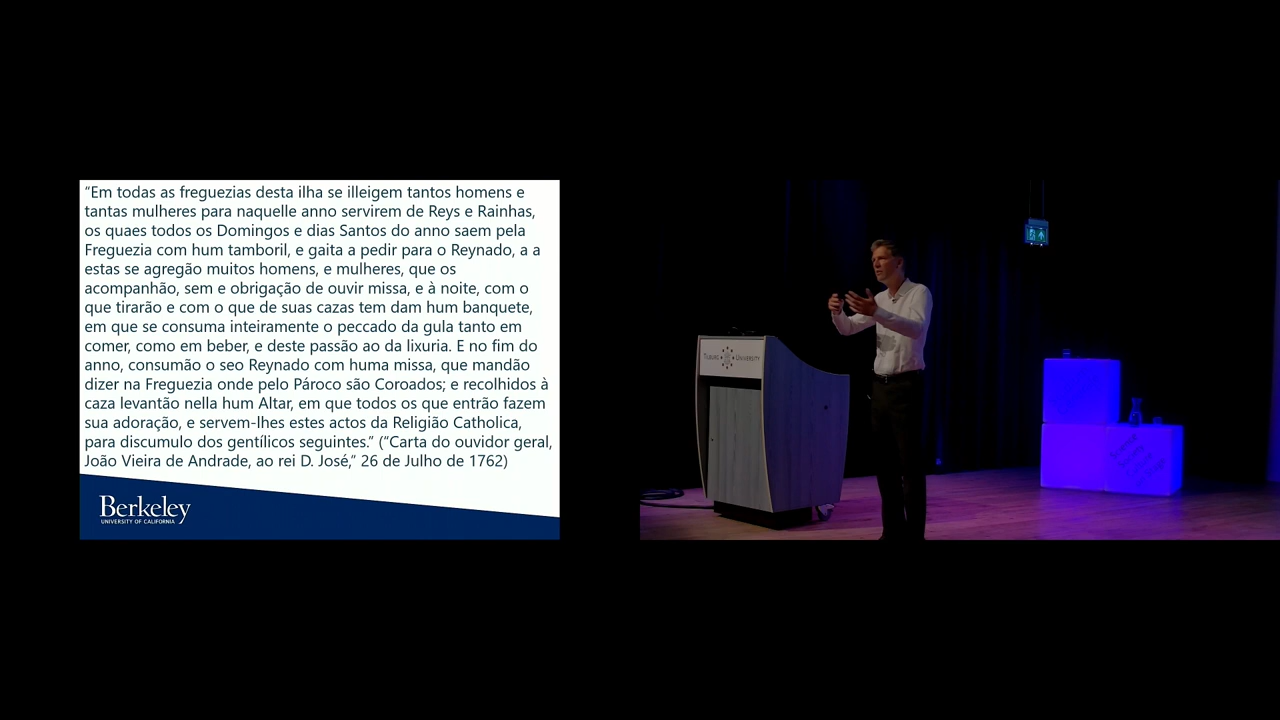 “Em todas as freguezias desta ilha se illeigem tantos homens e
tantas mulheres para naquelle anno servirem de Reys e Rainhas,
os quaes todos os Domingos e dias Santos do anno saem pela
Freguezia com hum tamboril, e gaita a pedir para o Reynado, a a
estas se agregão muitos homens, e mulheres, que os
acompanhão, sem e obrigação de ouvir missa, e à noite, com o
que tirarão e com o que de suas cazas tem dam hum banquete,
em que se consuma inteiramente o peccado da gula tanto em
comer, como em beber, e deste passão ao da lixuria. E no fim do
anno, consumão o seo Reynado com huma missa, que mandão
dizer na Freguezia onde pelo Pároco são Coroados; e recolhidos à
caza levantão nella hum Altar, em que todos os que entrão fazem
sua adoração, e servem-lhes estes actos da Religião Catholica,
para discumulo dos gentílicos seguintes.” (“Carta do ouvidor geral,
João Vieira de Andrade, ao rei D. José,” 26 de Julho de 1762)
Berkeley
UNIVERSITY OF CALIFORNIA
TILBURG UNIVERSITY